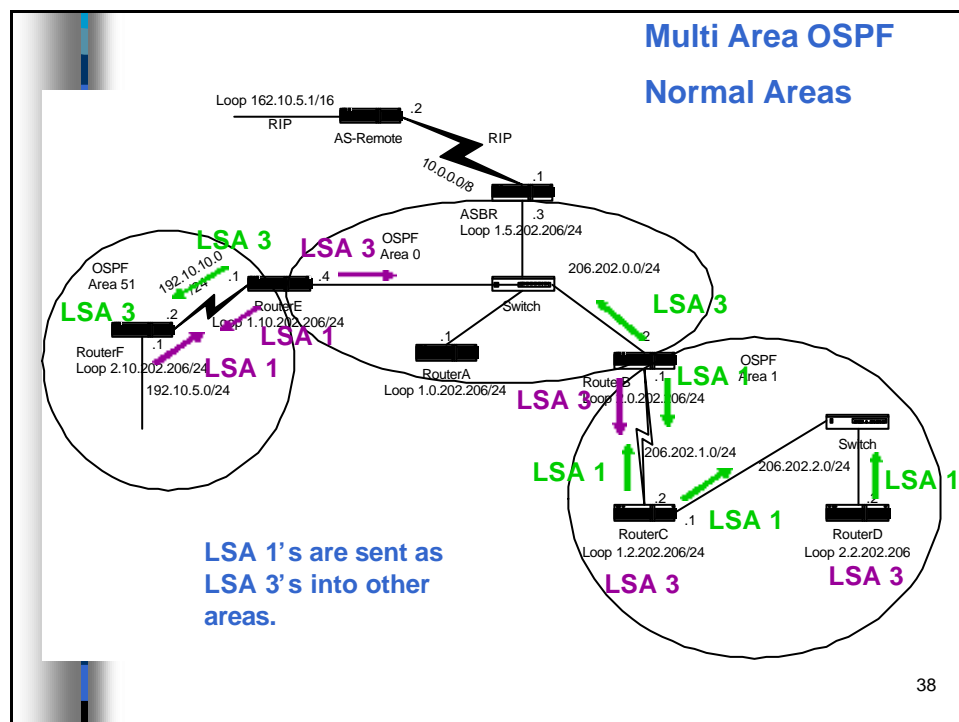 Multi Area OSPF
Normal Areas
Loop 162.10.5.1/16
RIP
.2
AS-Remote
RIP
10.0.0.0/8
.1
ASBR
.3
Loop 1.5.202.206/24
OSPF
Area 0
LSA 3
LSA 3
192.10.10.0
/24
.1
.4
206.202.0.0/24
OSPF
Area 51
LSA 3
Switch
LSA 3
RouterE
Loop 1.10.202.206/24
.2
LSA 1
RouterF
.1
Loop 2.10.202.206/24
LSA 1
192.10.5.0/24
.1
RouterA
Loop 1.0.202.206/24
.2
OSPF
Area 1
RouterB
.1
LSA 1
LSA 3
Loop 2.0.202.206/24
Switch
206.202.1.0/24
206.202.2.0/24
LSA 1
LSA 1
.2
.1
LSA 1
.2
RouterC
Loop 1.2.202.206/24
LSA 3
RouterD
Loop 2.2.202.206
LSA 3
LSA 1's are sent as
LSA 3's into other
areas.
38